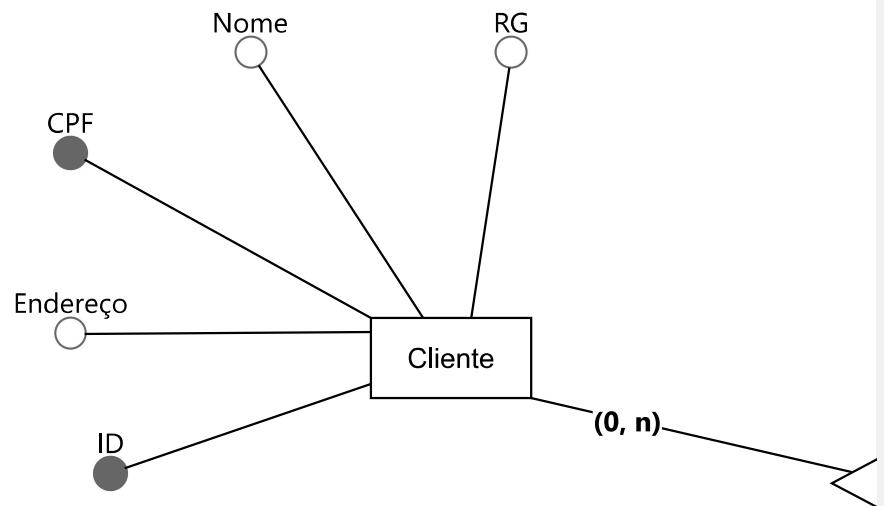 Nome
RG
CPF
Endereço
Cliente
(0, n)
ID